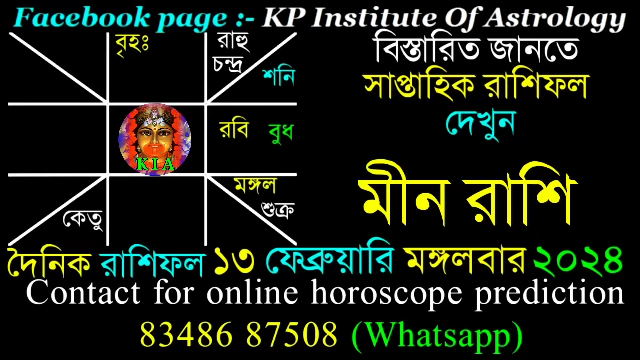 Facebook page :- KP Institute Of Astrology
বৃহঃ
রাহু
চন্দ্র
শনি
রবি
বুধ
KIA
মঙ্গল
শুক্র
কেতু
বিস্তারিত জানতে
সাপ্তাহিক রাশিফল
দেখুন
মীন রাশি
দৈনিক রাশিফল ১৩ ফেব্রুয়ারি মঙ্গলবার ২০২৪
Contact for online horoscope prediction
83486 87508 (Whatsapp)